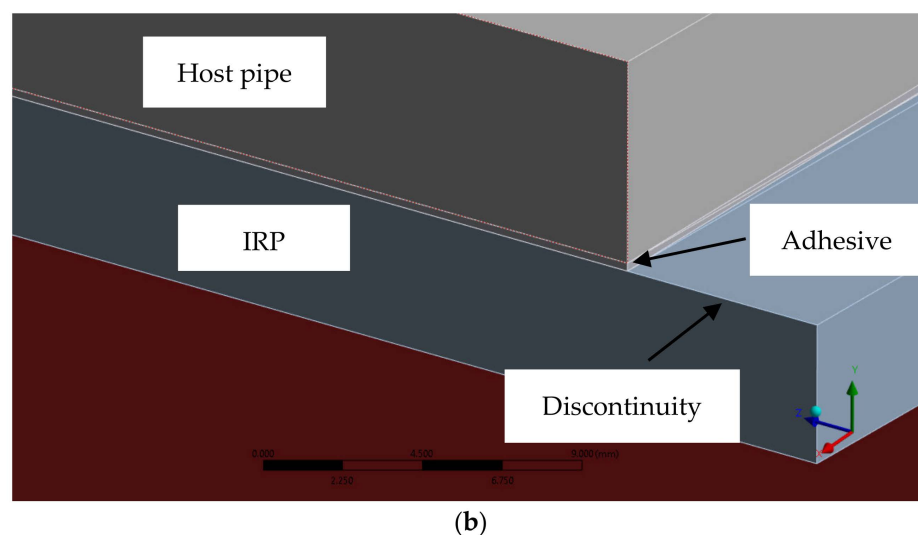 Host pipe
IRP
Adhesive
Discontinuity
Y
Z
X
0.000 4.500 9.000 (mm)
2.250 6.750
(b)